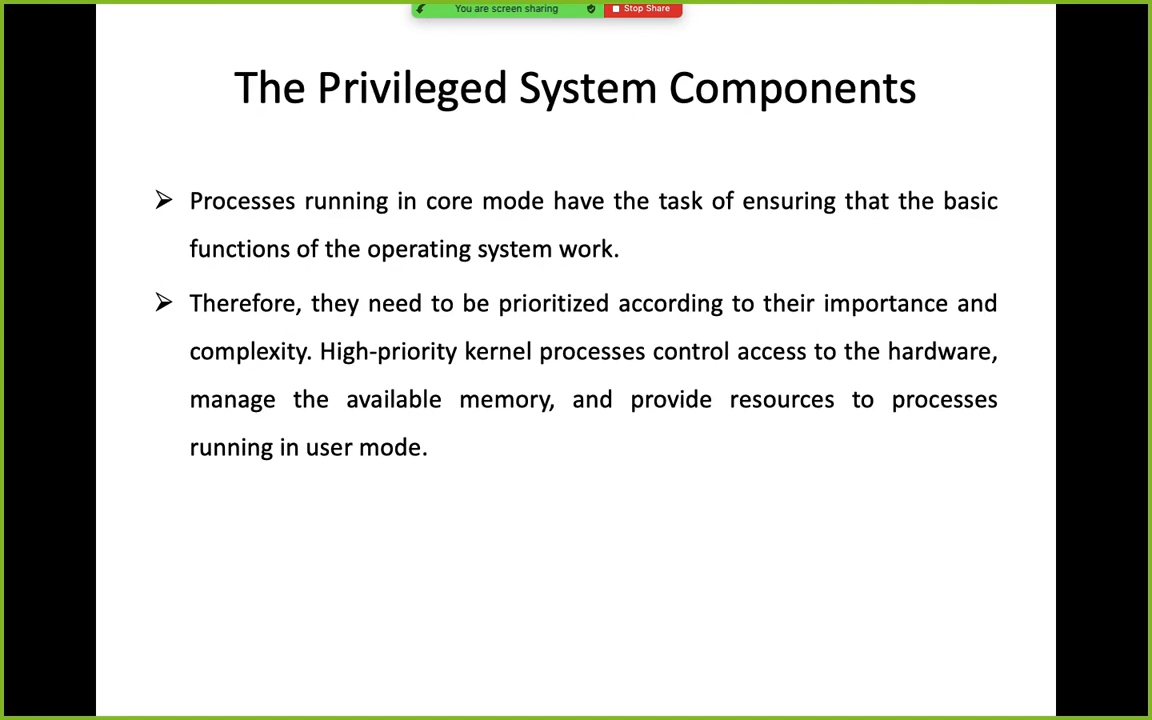 You are screen sharing Stop Share
The Privileged System Components
➢ Processes running in core mode have the task of ensuring that the basic
functions of the operating system work.
➢ Therefore, they need to be prioritized according to their importance and
complexity. High-priority kernel processes control access to the hardware,
manage the available memory, and provide resources to processes
running in user mode.